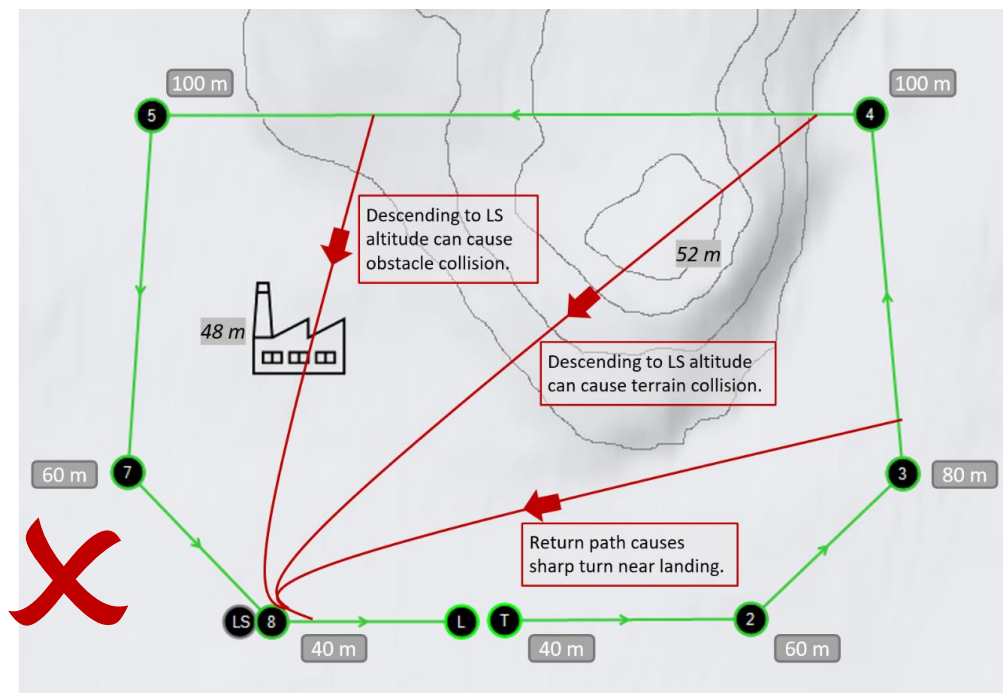 100 m
100 m
5
4
Descending to LS
altitude can cause
obstacle collision.
52 m
48 m
Descending to LS altitude
can cause terrain collision.
60 m
7
3
80 m
Return path causes
sharp turn near landing.
LS
8
L
T
2
40 m
40 m
60 m